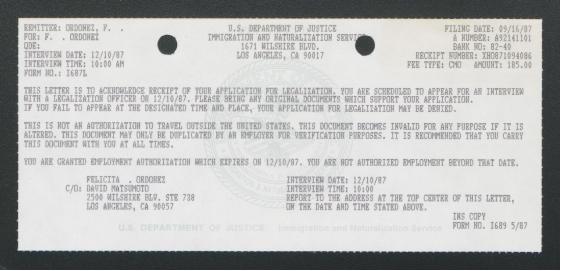 REMITTER: ORDONEZ, F. .
FOR: F. . ORDONEZ
QDE:
INTERVIEW DATE: 12/10/87
INTERVIEW TIME: 10:00 AM
FORM NO.: I687L
U.S. DEPARTMENT OF JUSTICE
IMMIGRATION AND NATURALIZATION SERVICE
1671 WILSHIRE BLVD.
LOS ANGELES, CA 90017
FILING DATE: 09/16/87
A NUMBER: A92141101
BANK NO: 82-40
RECEIPT NUMBER: XHO871094086
FEE TYPE: CMO AMOUNT: 185.00
THIS LETTER IS TO ACKNOWLEDGE RECEIPT OF YOUR APPLICATION FOR LEGALIZATION. YOU ARE SCHEDULED TO APPEAR FOR AN INTERVIEW
WITH A LEGALIZATION OFFICER ON 12/10/87. PLEASE BRING ANY ORIGINAL DOCUMENTS WHICH SUPPORT YOUR APPLICATION.
IF YOU FAIL TO APPEAR AT THE DESIGNATED TIME AND PLACE, YOUR APPLICATION FOR LEGALIZATION MAY BE DENIED.
THIS IS NOT AN AUTHORIZATION TO TRAVEL OUTSIDE THE UNITED STATES. THIS DOCUMENT BECOMES INVALID FOR ANY PURPOSE IF IT IS
ALTERED. THIS DOCUMENT MAY ONLY BE DUPLICATED BY AN EMPLOYER FOR VERIFICATION PURPOSES. IT IS RECOMMENDED THAT YOU CARRY
THIS DOCUMENT WITH YOU AT ALL TIMES.
YOU ARE GRANTED EMPLOYMENT AUTHORIZATION WHICH EXPIRES ON 12/10/87. YOU ARE NOT AUTHORIZED EMPLOYMENT BEYOND THAT DATE.
FELICITA . ORDONEZ
C/O: DAVID MATSUMOTO
2500 WILSHIRE BLVD. STE 738
LOS ANGELES, CA 90057
INTERVIEW DATE: 12/10/87
INTERVIEW TIME: 10:00
REPORT TO THE ADDRESS AT THE TOP CENTER OF THIS LETTER,
ON THE DATE AND TIME STATED ABOVE.
INS COPY
FORM NO. I689 5/87
U.S. DEPARTMENT OF JUSTICE Immigration and Naturalization Service